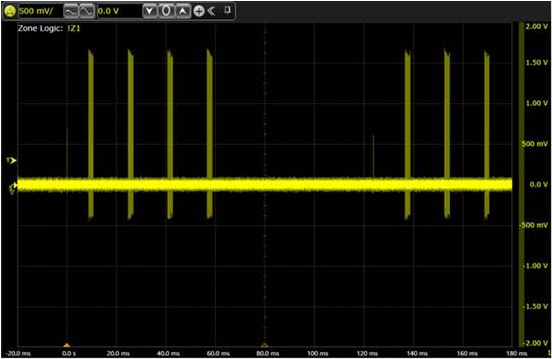 500 mV/ 0.0 V
Zone Logic: !Z1
2.00 V
1.50 V
1.00 V
500 mV
T
0.0 V
-500 mV
-1.00 V
-1.50 V
-2.00 V
-20.0 ms 0.0 s 20.0 ms 40.0 ms 60.0 ms 80.0 ms 100 ms 120 ms 140 ms 160 ms 180 ms